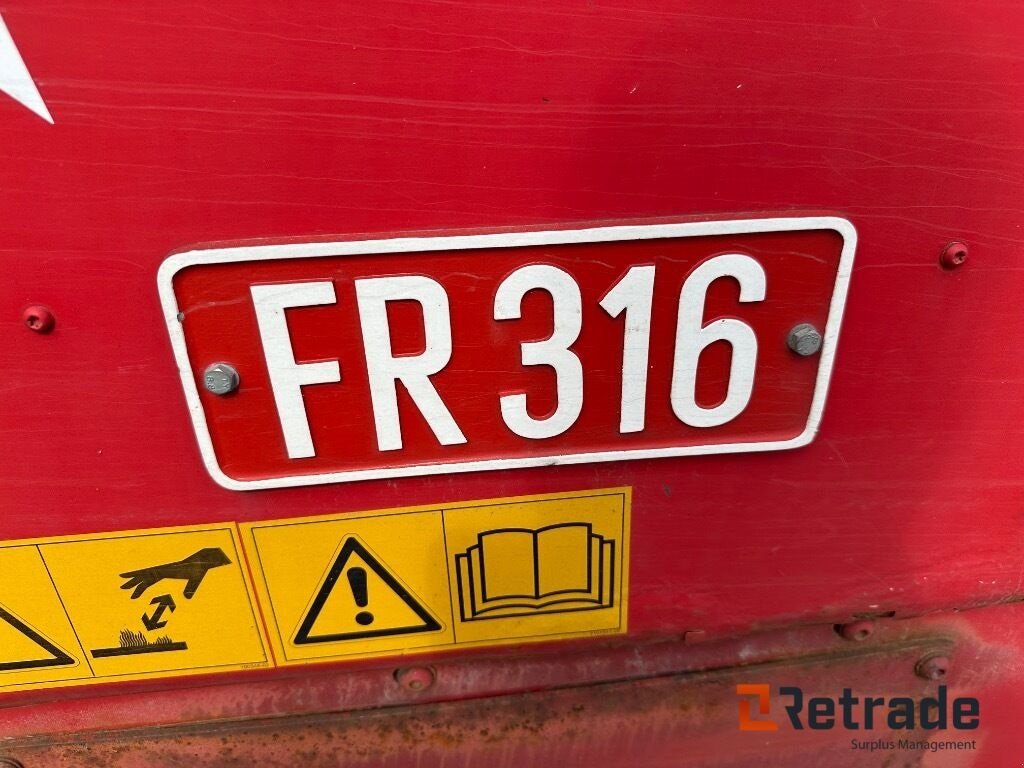 FR 316
Retrade
Surplus Management